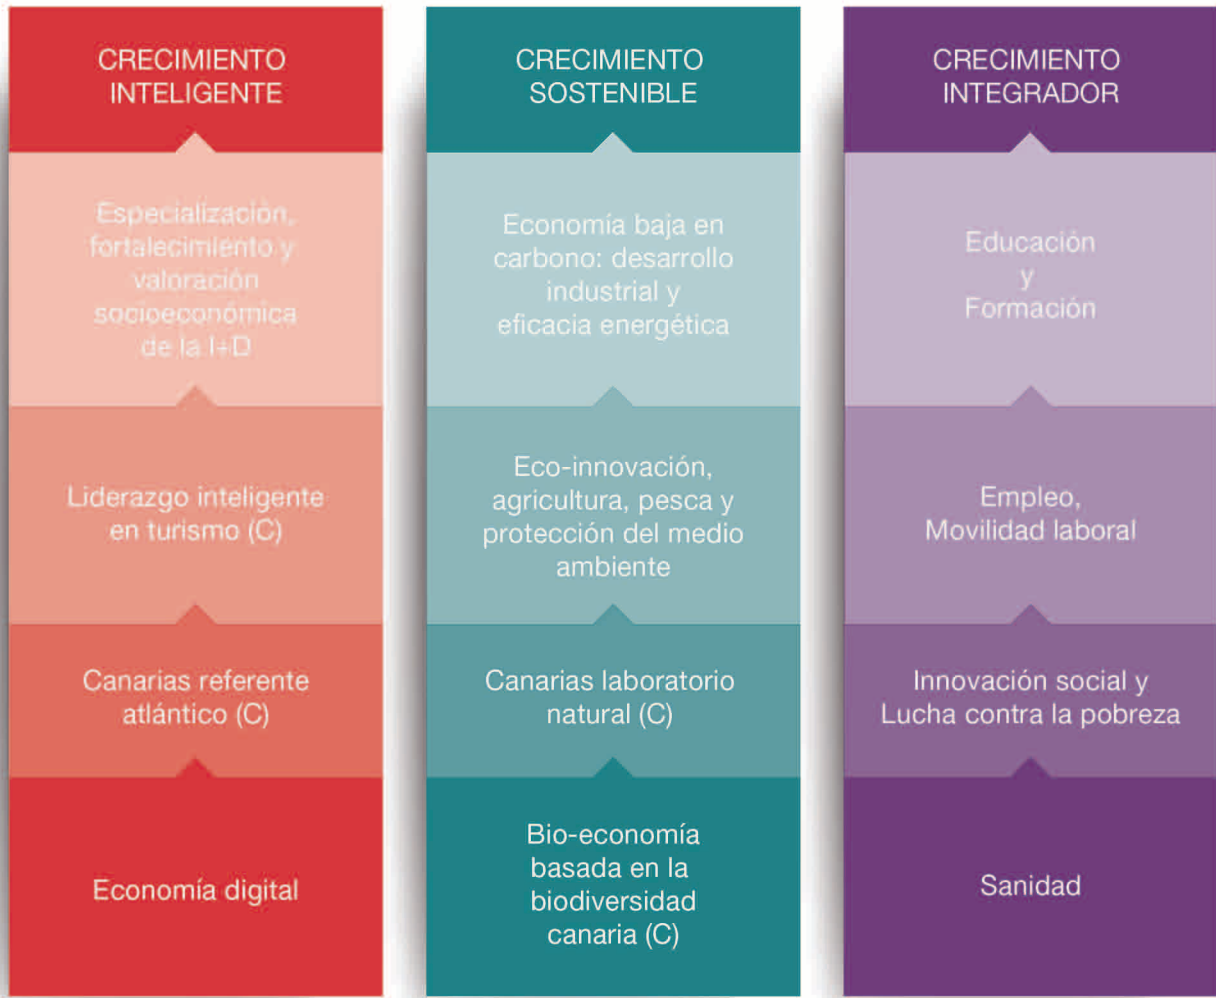 CRECIMIENTO
INTELIGENTE
Especialización,
fortalecimiento y
valoración
socioeconómica
de la I+D
Liderazgo inteligente
en turismo (C)
Canarias referente
atlántico (C)
Economía digital
CRECIMIENTO
SOSTENIBLE
Economía baja en
carbono: desarrollo
industrial y
eficacia energética
Eco-innovación,
agricultura, pesca y
protección del medio
ambiente
Canarias laboratorio
natural (C)
Bio-economía
basada en la
biodiversidad
canaria (C)
CRECIMIENTO
INTEGRADOR
Educación
y
Formación
Empleo,
Movilidad laboral
Innovación social y
Lucha contra la pobreza
Sanidad